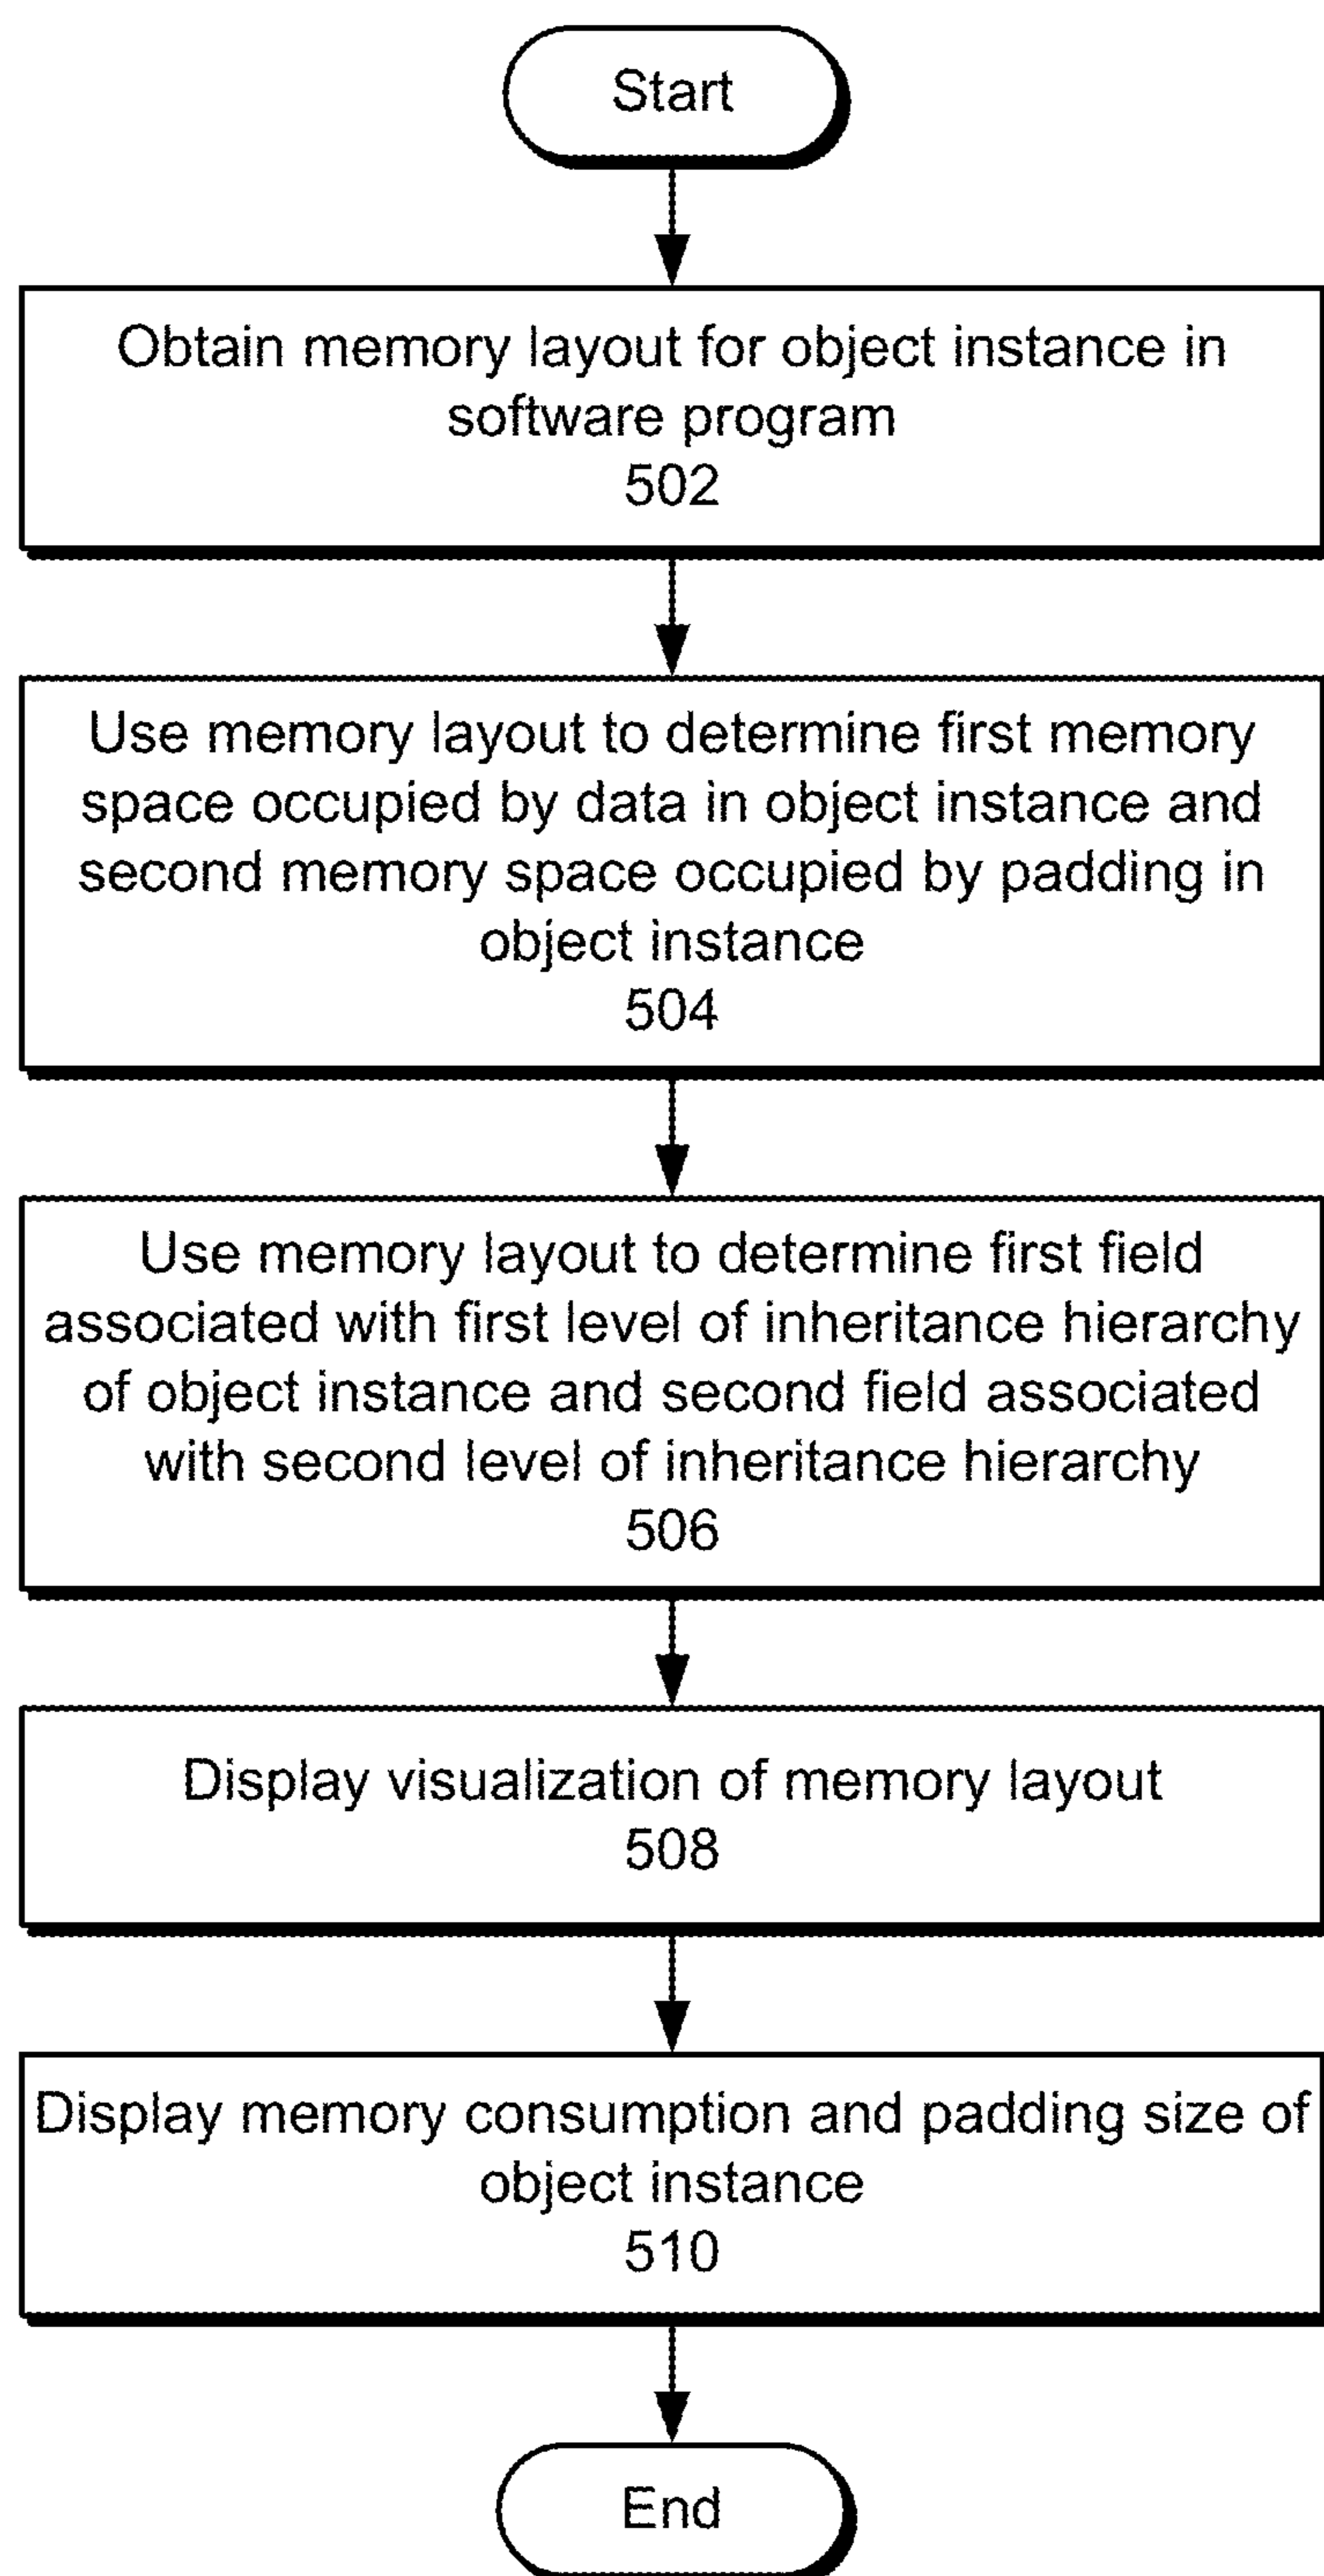 Start
Obtain memory layout for object instance in
software program
502
Use memory layout to determine first memory
space occupied by data in object instance and
second memory space occupied by padding in
object instance
504
Use memory layout to determine first field
associated with first level of inheritance hierarchy
of object instance and second field associated
with second level of inheritance hierarchy
506
Display visualization of memory layout
508
Display memory consumption and padding size of
object instance
510
End